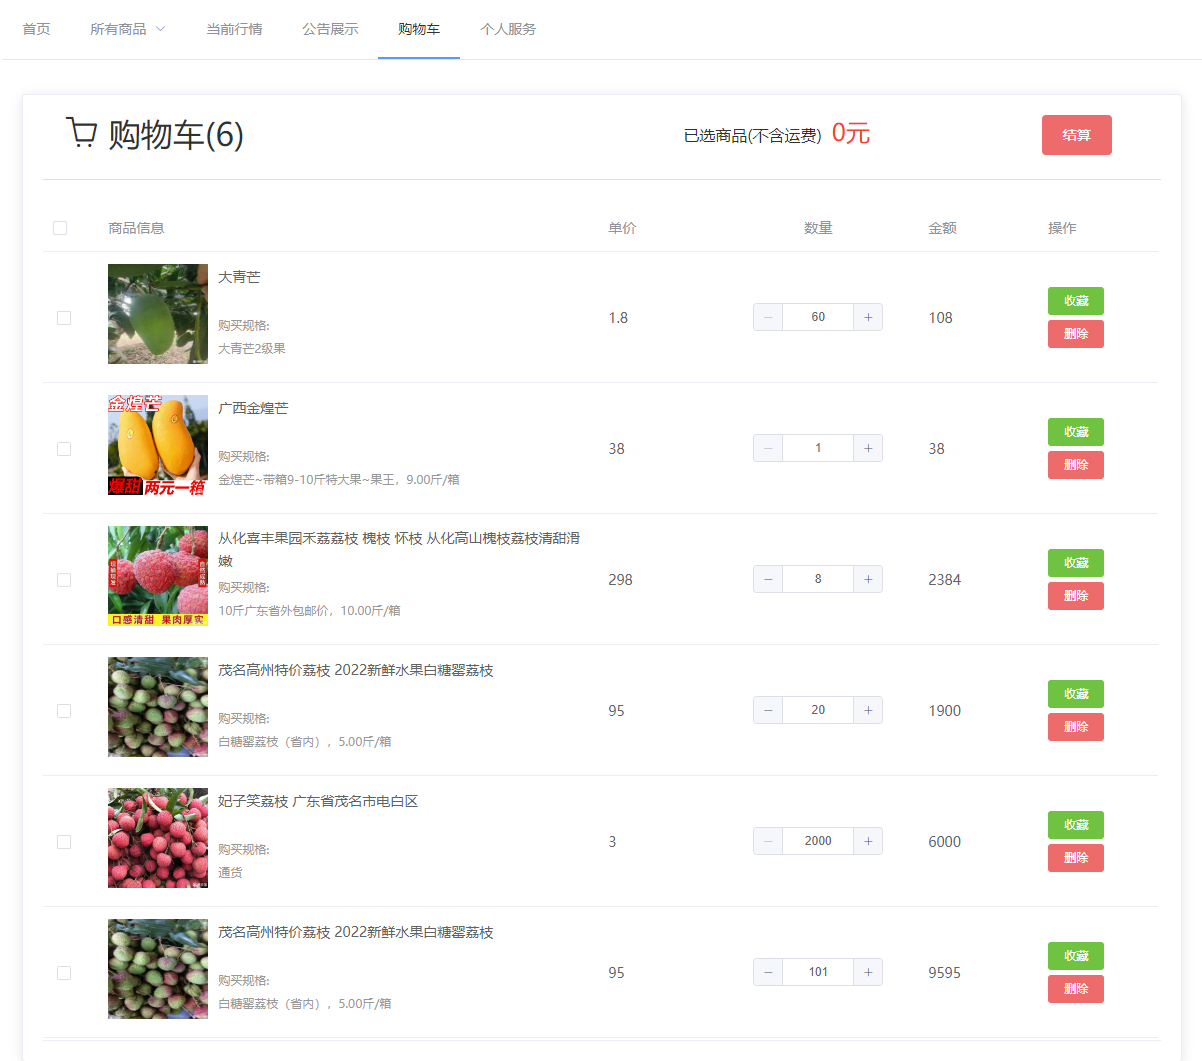 首页 所有商品 当前行情 公告展示 购物车 个人服务
购物车(6) 已选商品(不含运费) 0元 结算
商品信息 单价 数量 金额 操作
大青芒
购买规格:
大青芒2级果
1.8 − 60 + 108
收藏
删除
金煌芒
爆甜 两元一箱
广西金煌芒
购买规格:
金煌芒~带箱9-10斤特大果~果王，9.00斤/箱
38 − 1 + 38
收藏
删除
口感清甜 果肉厚实
从化喜丰果园禾荔荔枝 槐枝 怀枝 从化高山槐枝荔枝清甜滑
嫩
购买规格:
10斤广东省外包邮价，10.00斤/箱
298 − 8 + 2384
收藏
删除
茂名高州特价荔枝 2022新鲜水果白糖罂荔枝
购买规格:
白糖罂荔枝（省内），5.00斤/箱
95 − 20 + 1900
收藏
删除
妃子笑荔枝 广东省茂名市电白区
购买规格:
通货
3 − 2000 + 6000
收藏
删除
茂名高州特价荔枝 2022新鲜水果白糖罂荔枝
购买规格:
白糖罂荔枝（省内），5.00斤/箱
95 − 101 + 9595
收藏
删除